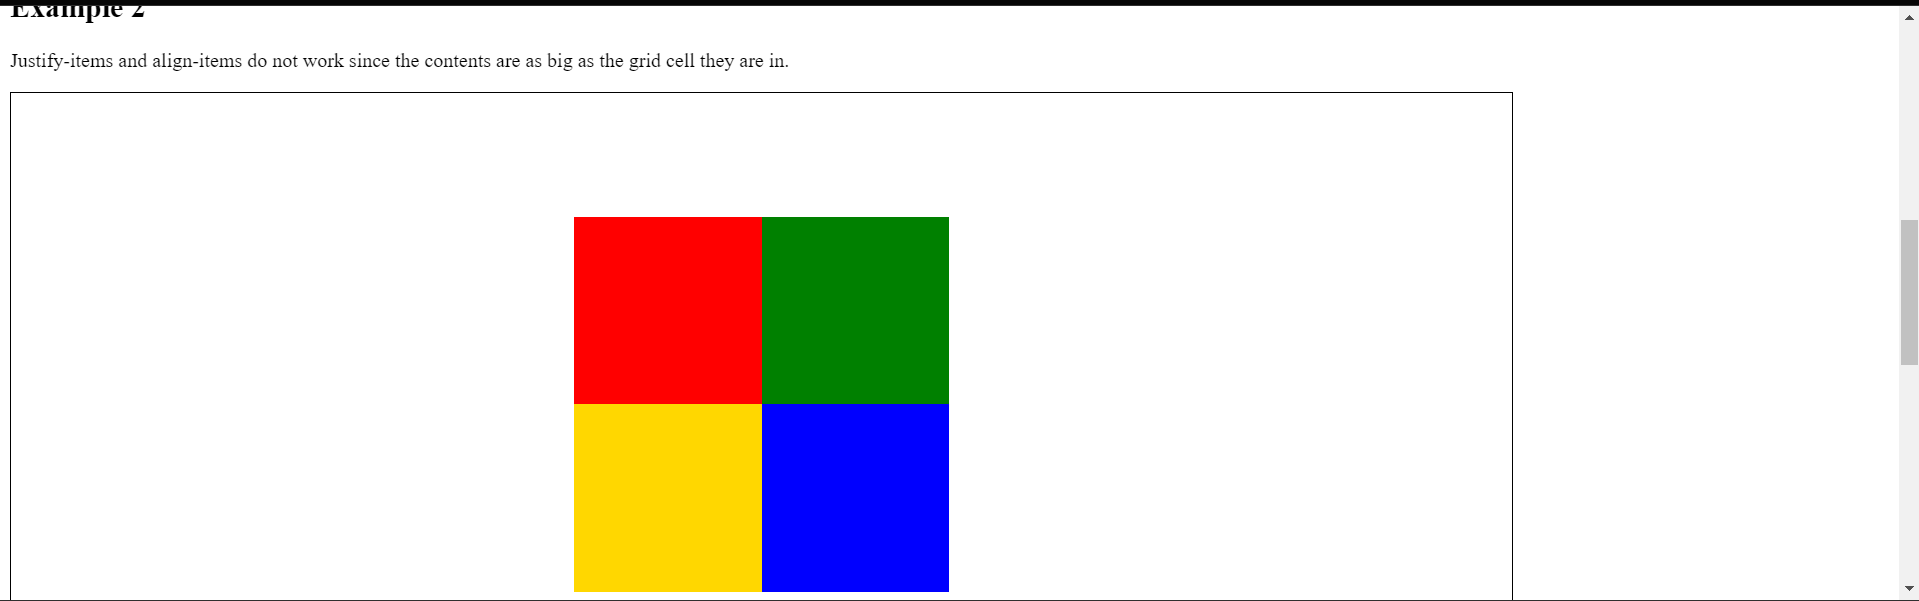 Example 2
Justify-items and align-items do not work since the contents are as big as the grid cell they are in.